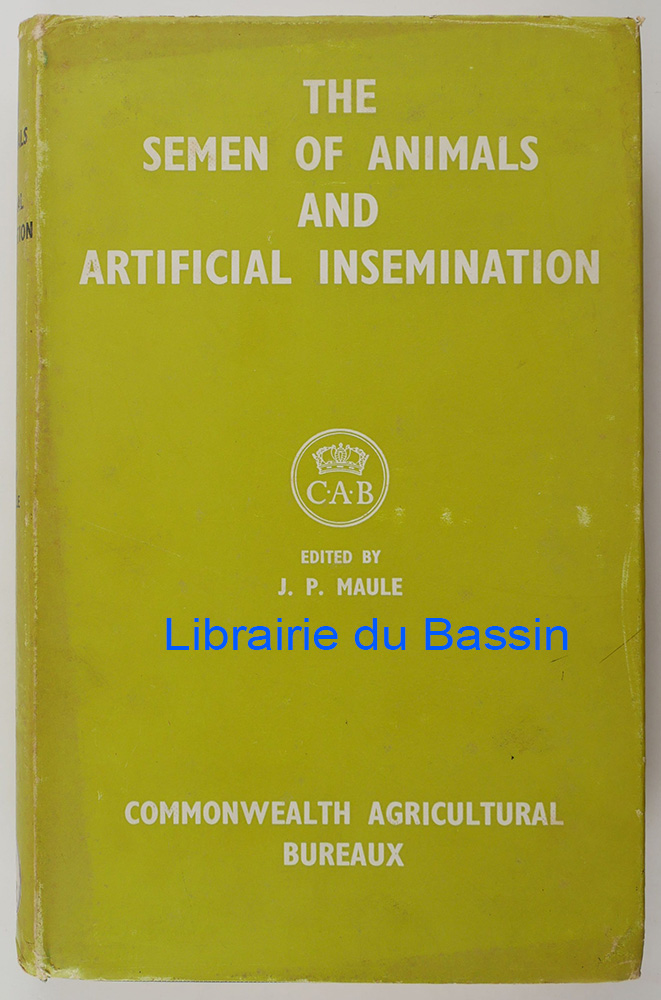 THE
SEMEN OF ANIMALS
AND
ARTIFICIAL INSEMINATION
C·A·B
EDITED BY
J. P. MAULE
Librairie du Bassin
COMMONWEALTH AGRICULTURAL
BUREAUX